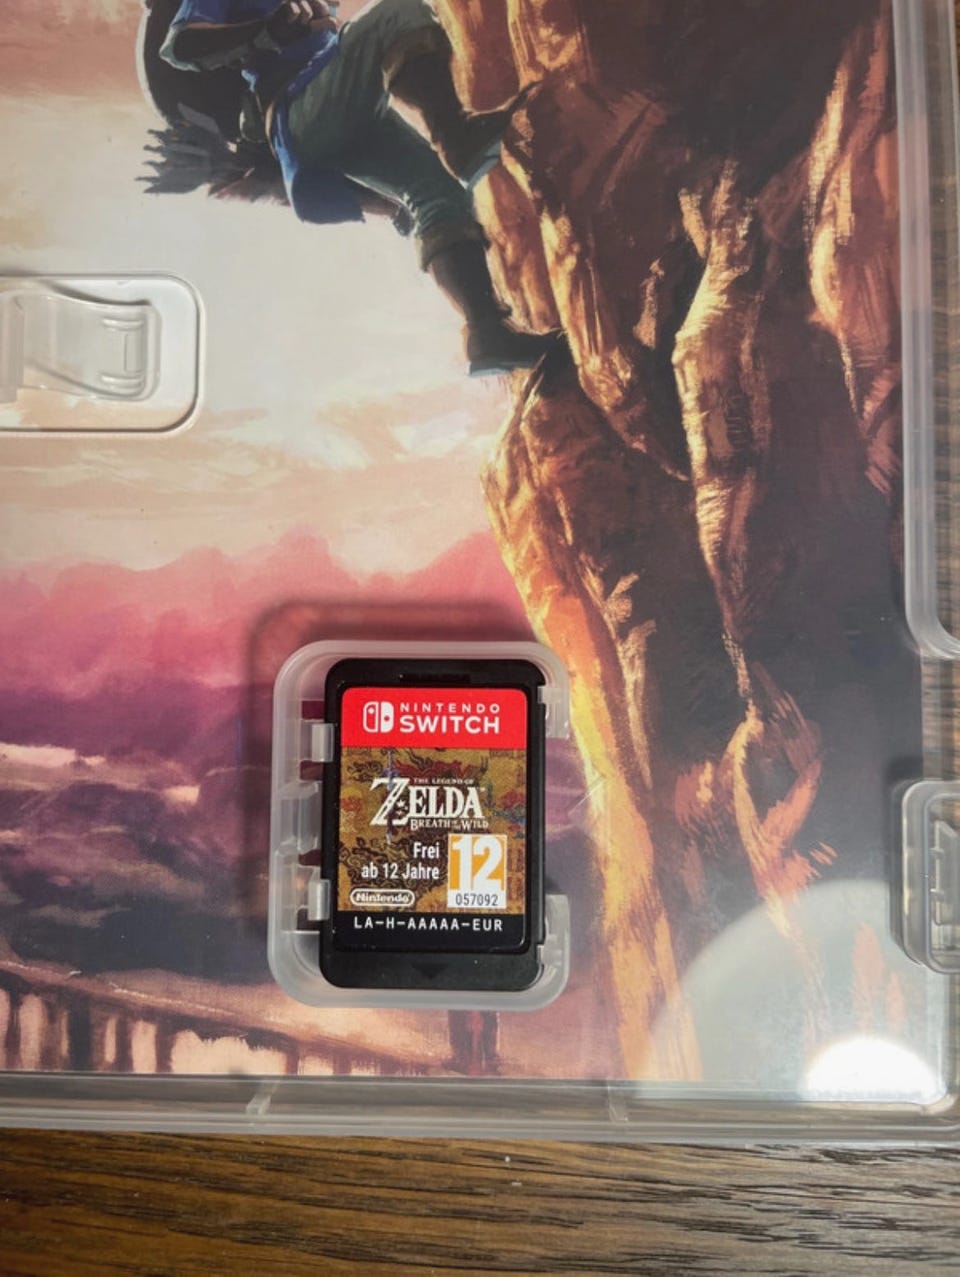 NINTENDO
SWITCH
THE LEGEND OF
ZELDA™
BREATH OF THE WILD
Frei
ab 12 Jahre
12
057092
Nintendo
LA-H-AAAAA-EUR